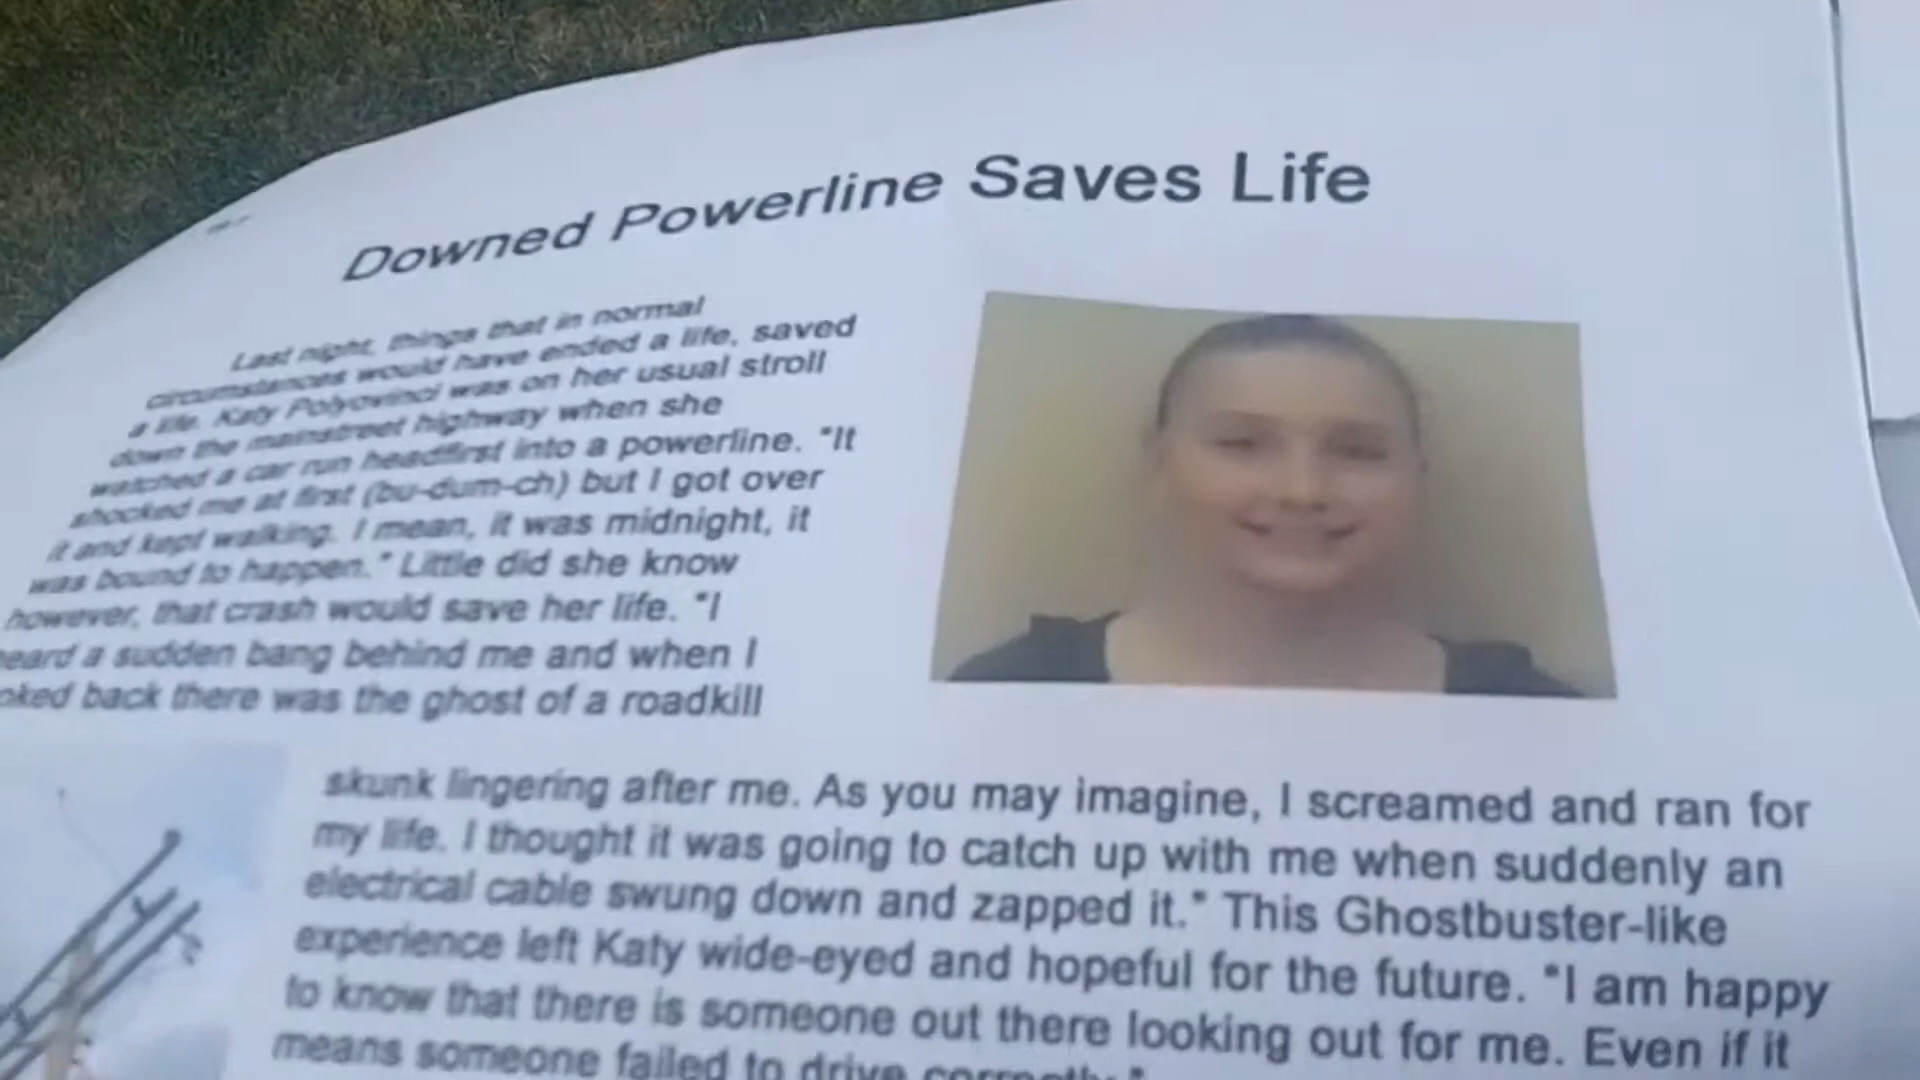 Downed Powerline Saves Life
Last night, things that in normal
circumstances would have ended a life, saved
a life. Katy Polyovinci was on her usual stroll
down the mainstreet highway when she
watched a car run headfirst into a powerline. "It
shocked me at first (bu-dum-ch) but I got over
it and kept walking. I mean, it was midnight, it
was bound to happen." Little did she know
however, that crash would save her life. "I
heard a sudden bang behind me and when I
oked back there was the ghost of a roadkill
skunk lingering after me. As you may imagine, I screamed and ran for
my life. I thought it was going to catch up with me when suddenly an
electrical cable swung down and zapped it." This Ghostbuster-like
experience left Katy wide-eyed and hopeful for the future. "I am happy
to know that there is someone out there looking out for me. Even if it
means someone failed to drive correctly."